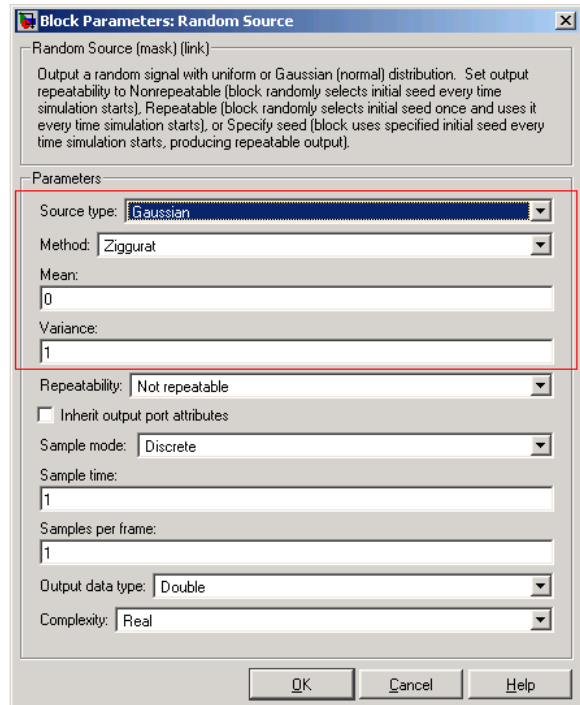 Block Parameters: Random Source
Random Source (mask) (link)
Output a random signal with uniform or Gaussian (normal) distribution. Set output
repeatability to Nonrepeatable (block randomly selects initial seed every time
simulation starts), Repeatable (block randomly selects initial seed once and uses it
every time simulation starts), or Specify seed (block uses specified initial seed every
time simulation starts, producing repeatable output).
Parameters
Source type: Gaussian
Method: Ziggurat
Mean:
0
Variance:
1
Repeatability: Not repeatable
Inherit output port attributes
Sample mode: Discrete
Sample time:
1
Samples per frame:
1
Output data type: Double
Complexity: Real
OK Cancel Help